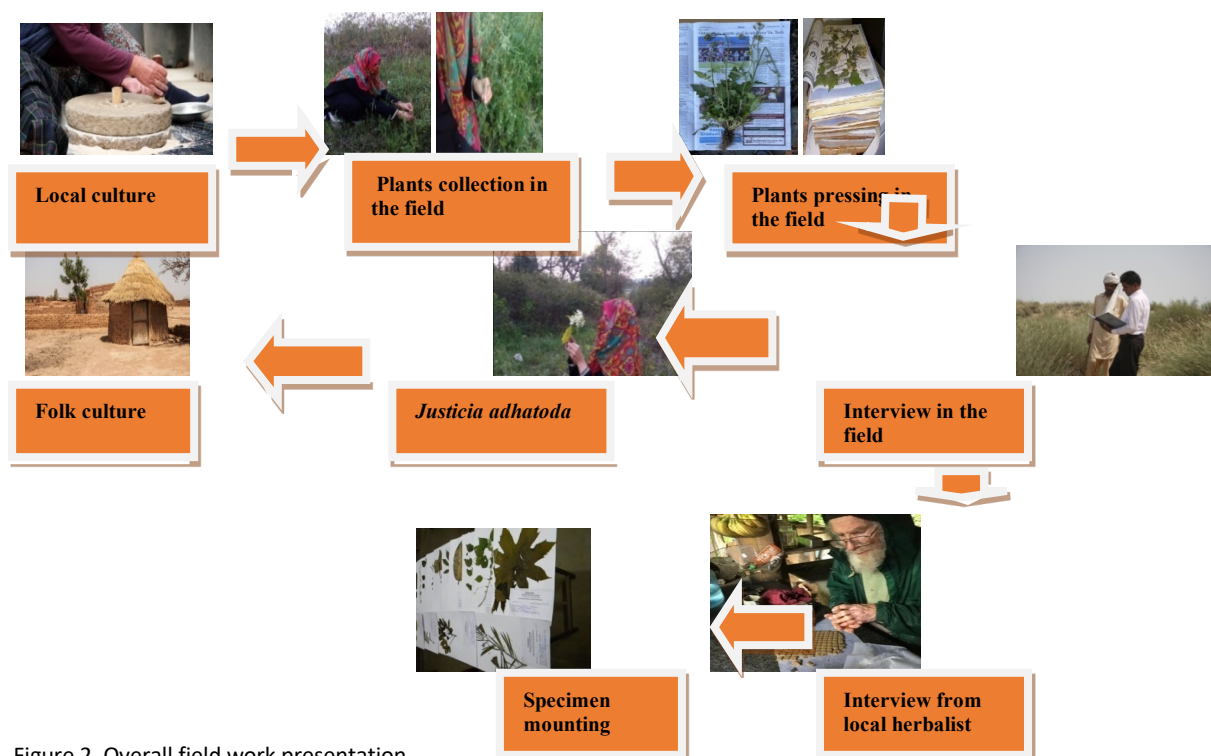 Local culture
Plants collection in
the field
Plants pressing in
the field
Folk culture
Justicia adhatoda
Interview in the
field
Specimen
mounting
Interview from
local herbalist
Figure 2. Overall field work presentation